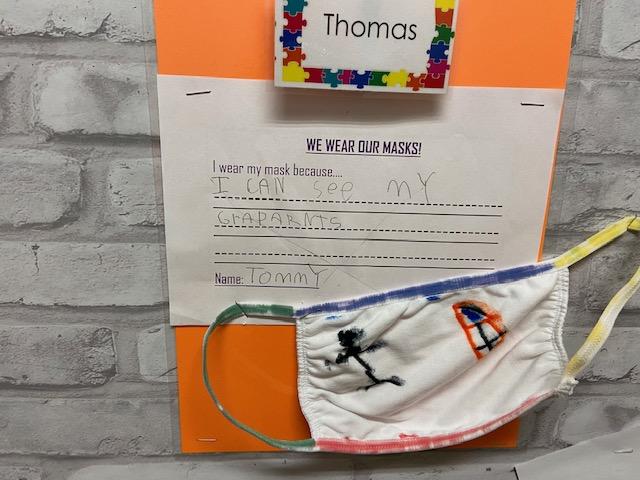 Thomas
WE WEAR OUR MASKS!
I wear my mask because....
I CAN see mY
GraPARNTS
Name: TOmmY